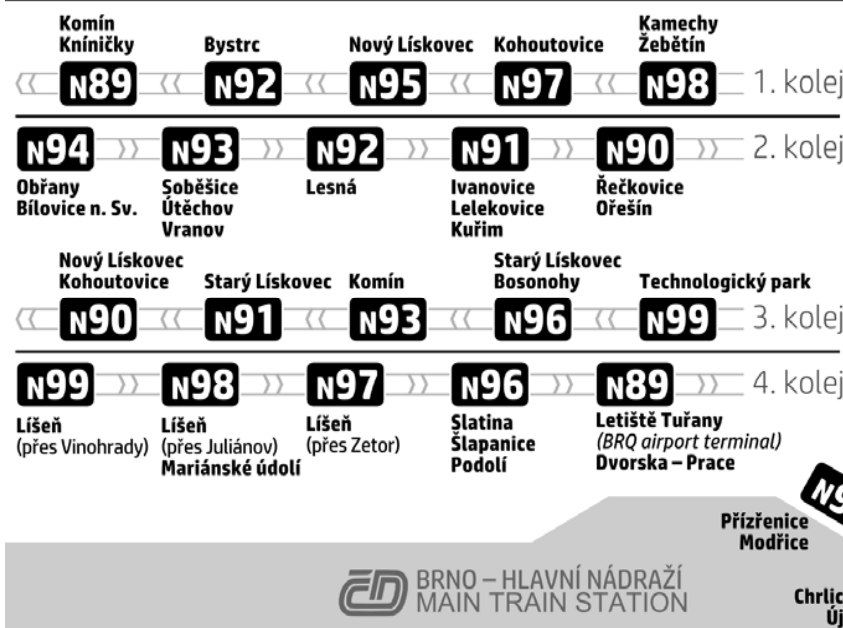 Komín
Kníničky
Bystrc
Nový Lískovec
Kohoutovice
Kamechy
Žebětín
N89
N92
N95
N97
N98
1. kolej
N94
N93
N92
N91
N90
2. kolej
Obřany
Bílovice n. Sv.
Soběšice
Útěchov
Vranov
Lesná
Ivanovice
Lelekovice
Kuřim
Řečkovice
Ořešín
Nový Lískovec
Kohoutovice
Starý Lískovec
Komín
Starý Lískovec
Bosonohy
Technologický park
N90
N91
N93
N96
N99
3. kolej
N99
N98
N97
N96
N89
4. kolej
Líšeň
(přes Vinohrady)
Líšeň
(přes Juliánov)
Mariánské údolí
Líšeň
(přes Zetor)
Slatina
Šlapanice
Podolí
Letiště Tuřany
(BRQ airport terminal)
Dvorska – Prace
Přízřenice
Modřice
ČD
BRNO – HLAVNÍ NÁDRAŽÍ
MAIN TRAIN STATION